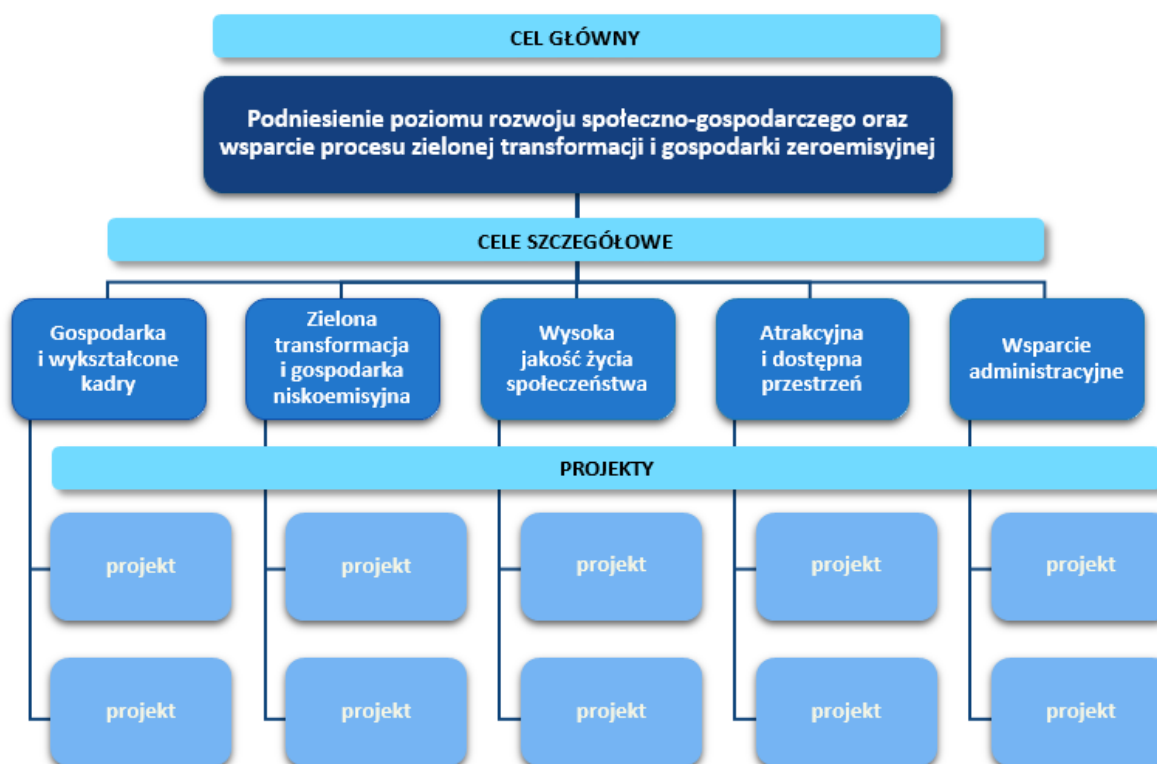 CEL GŁÓWNY
Podniesienie poziomu rozwoju społeczno-gospodarczego oraz
wsparcie procesu zielonej transformacji i gospodarki zeroemisyjnej
CELE SZCZEGÓŁOWE
Gospodarka
i wykształcone
kadry
Zielona
transformacja
i gospodarka
niskoemisyjna
Wysoka
jakość życia
społeczeństwa
Atrakcyjna
i dostępna
przestrzeń
Wsparcie
administracyjne
PROJEKTY
projekt
projekt
projekt
projekt
projekt
projekt
projekt
projekt
projekt
projekt